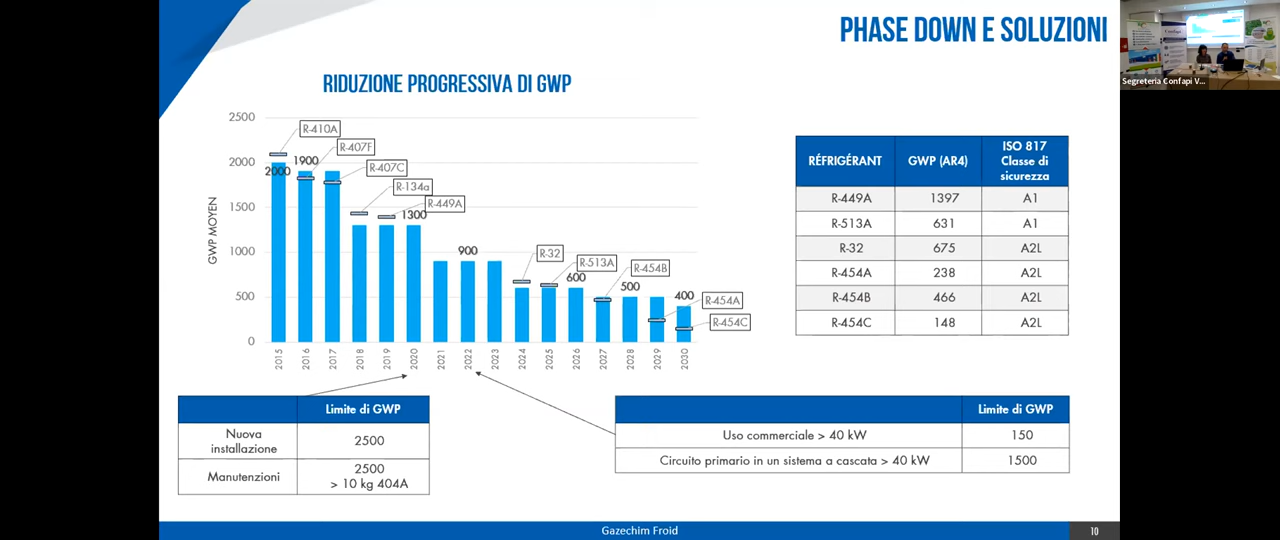 PHASE DOWN E SOLUZIONI
Segreteria Confapi V...
RIDUZIONE PROGRESSIVA DI GWP
GWP MOYEN
2500
2000
1500
1000
500
0
R-410A
R-407F
R-407C
R-134a
R-449A
R-32
R-513A
R-454B
R-454A
R-454C
2000
1900
1300
900
600
500
400
2015
2016
2017
2018
2019
2020
2021
2022
2023
2024
2025
2026
2027
2028
2029
2030
RÉFRIGÉRANT GWP (AR4) ISO 817
Classe di
sicurezza
R-449A 1397 A1
R-513A 631 A1
R-32 675 A2L
R-454A 238 A2L
R-454B 466 A2L
R-454C 148 A2L
Limite di GWP
Nuova
installazione 2500
Manutenzioni 2500
> 10 kg 404A
Limite di GWP
Uso commerciale > 40 kW 150
Circuito primario in un sistema a cascata > 40 kW 1500
Gazechim Froid
10